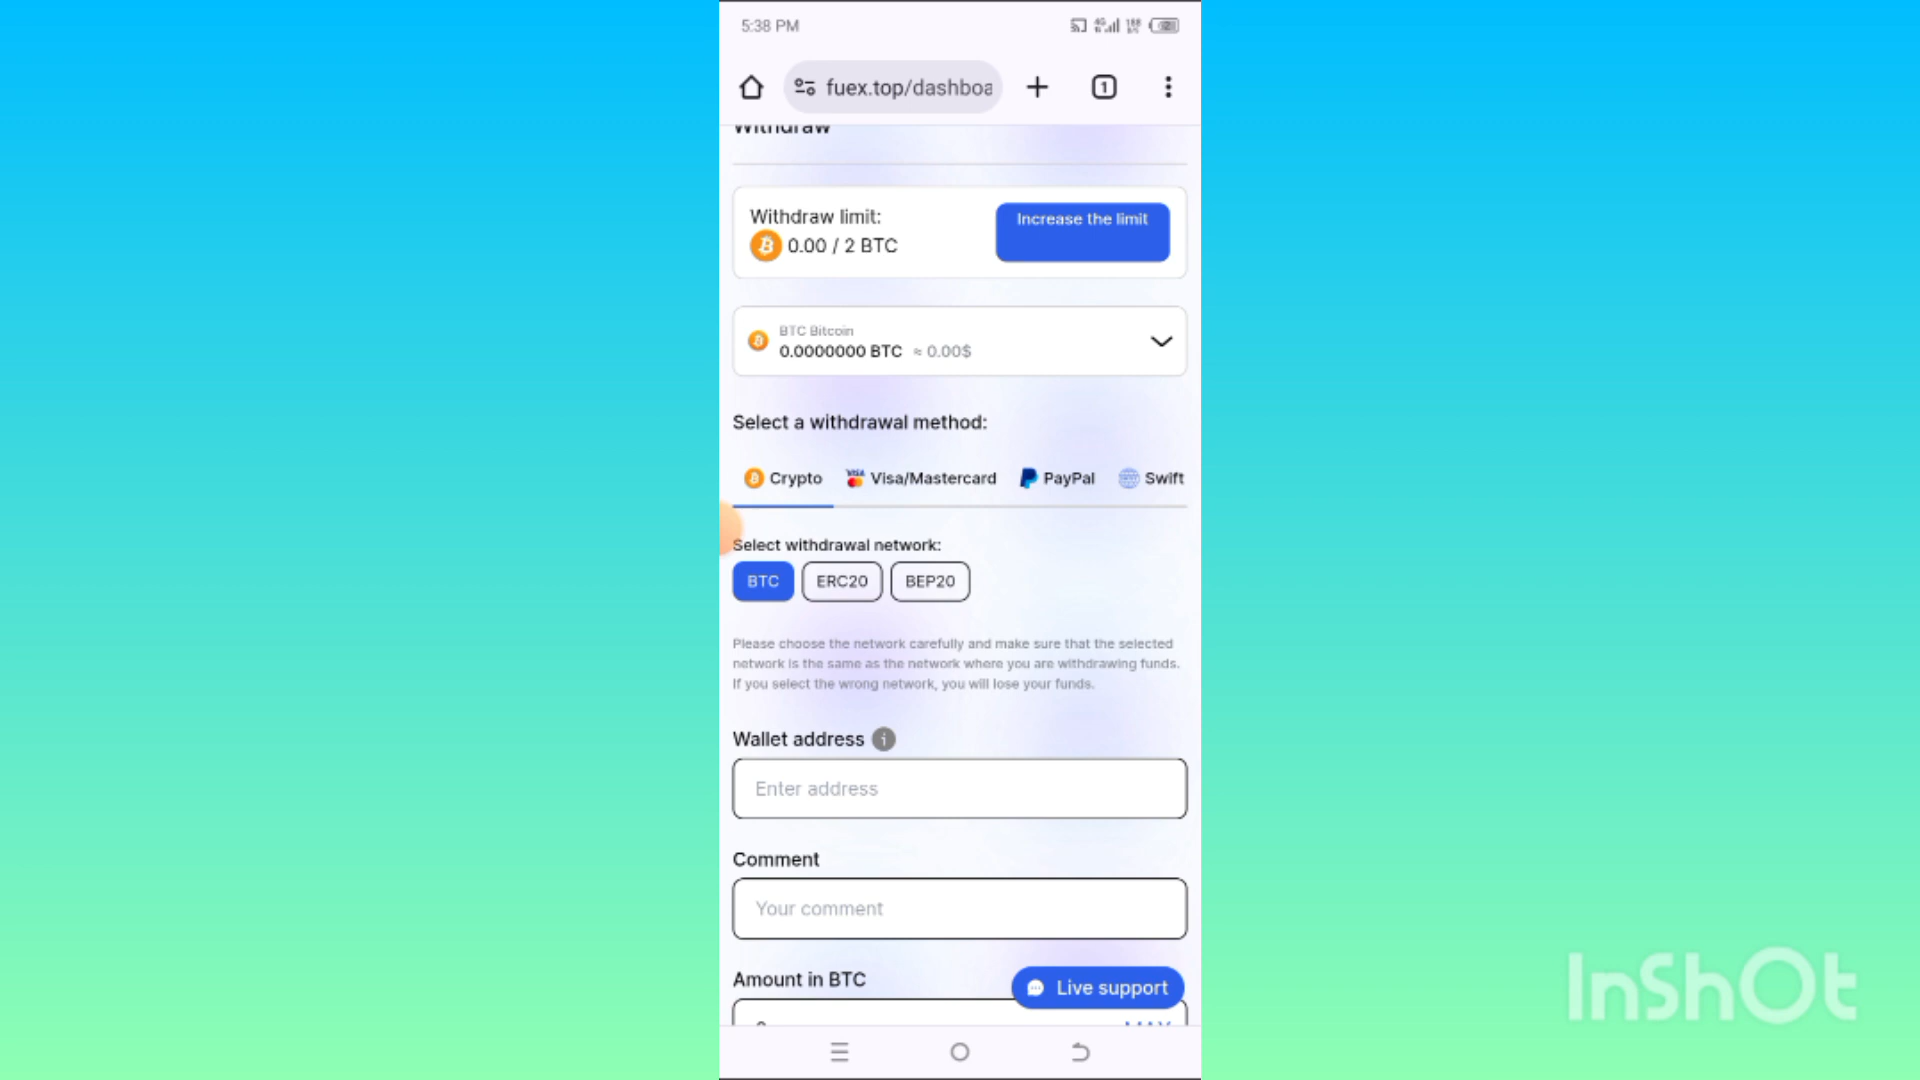 5:38 PM
fuex.top/dashboa
1
Withdraw
Withdraw limit:
Increase the limit
0.00 / 2 BTC
BTC Bitcoin
0.0000000 BTC ≈ 0.00$
Select a withdrawal method:
Crypto
Visa/Mastercard
PayPal
Swift
Select withdrawal network:
BTC
ERC20
BEP20
Please choose the network carefully and make sure that the selected
network is the same as the network where you are withdrawing funds.
If you select the wrong network, you will lose your funds.
Wallet address
Enter address
Comment
Your comment
Amount in BTC
Live support
MAX
InShOt